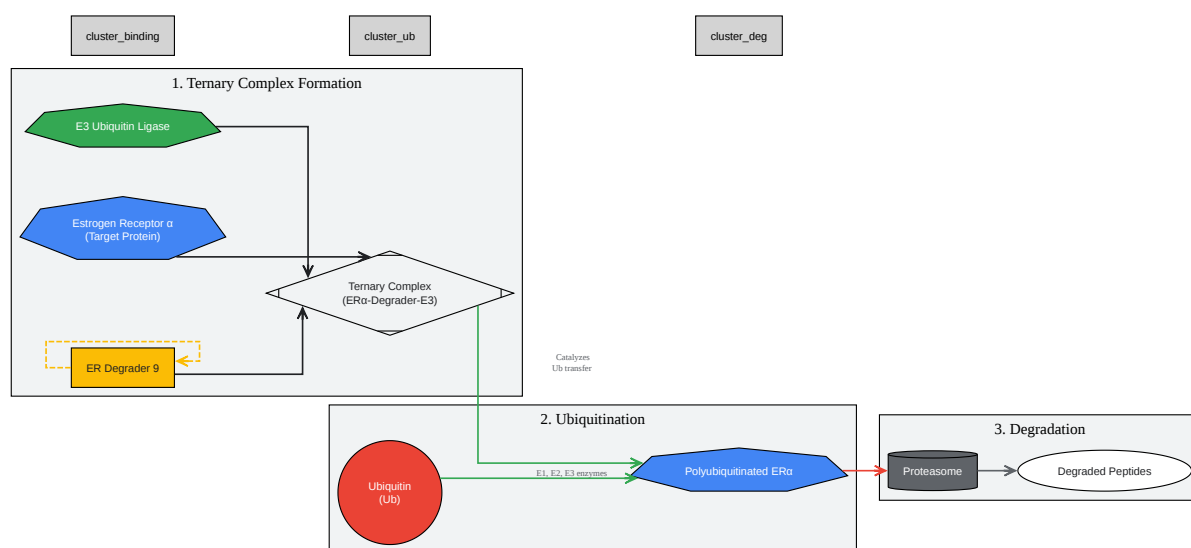 cluster_binding
cluster_ub
cluster_deg
1. Ternary Complex Formation
E3 Ubiquitin Ligase
Estrogen Receptor α
(Target Protein)
Ternary Complex
(ERα-Degrader-E3)
ER Degrader 9
Catalyzes
Ub transfer
2. Ubiquitination
Ubiquitin
(Ub)
E1, E2, E3 enzymes
Polyubiquitinated ERα
3. Degradation
Proteasome
Degraded Peptides